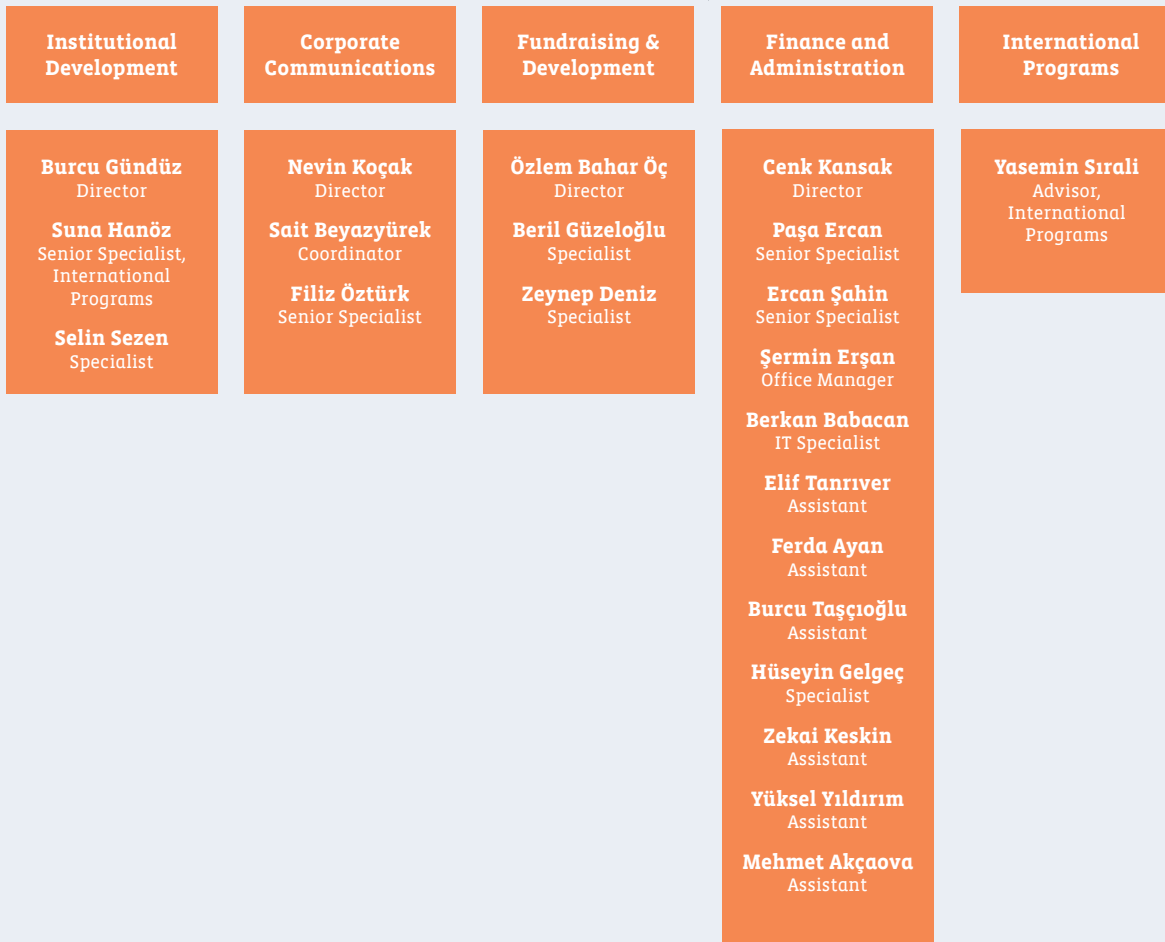 Institutional
Development
Corporate
Communications
Fundraising &
Development
Finance and
Administration
International
Programs
Burcu Gündüz
Director
Suna Hanöz
Senior Specialist,
International
Programs
Selin Sezen
Specialist
Nevin Koçak
Director
Sait Beyazyürek
Coordinator
Filiz Öztürk
Senior Specialist
Özlem Bahar Öç
Director
Beril Güzeloğlu
Specialist
Zeynep Deniz
Specialist
Cenk Kansak
Director
Paşa Ercan
Senior Specialist
Ercan Şahin
Senior Specialist
Şermin Erşan
Office Manager
Berkan Babacan
IT Specialist
Elif Tanrıver
Assistant
Ferda Ayan
Assistant
Burcu Taşçıoğlu
Assistant
Hüseyin Gelgeç
Specialist
Zekai Keskin
Assistant
Yüksel Yıldırım
Assistant
Mehmet Akçaova
Assistant
Yasemin Sırali
Advisor,
International
Programs